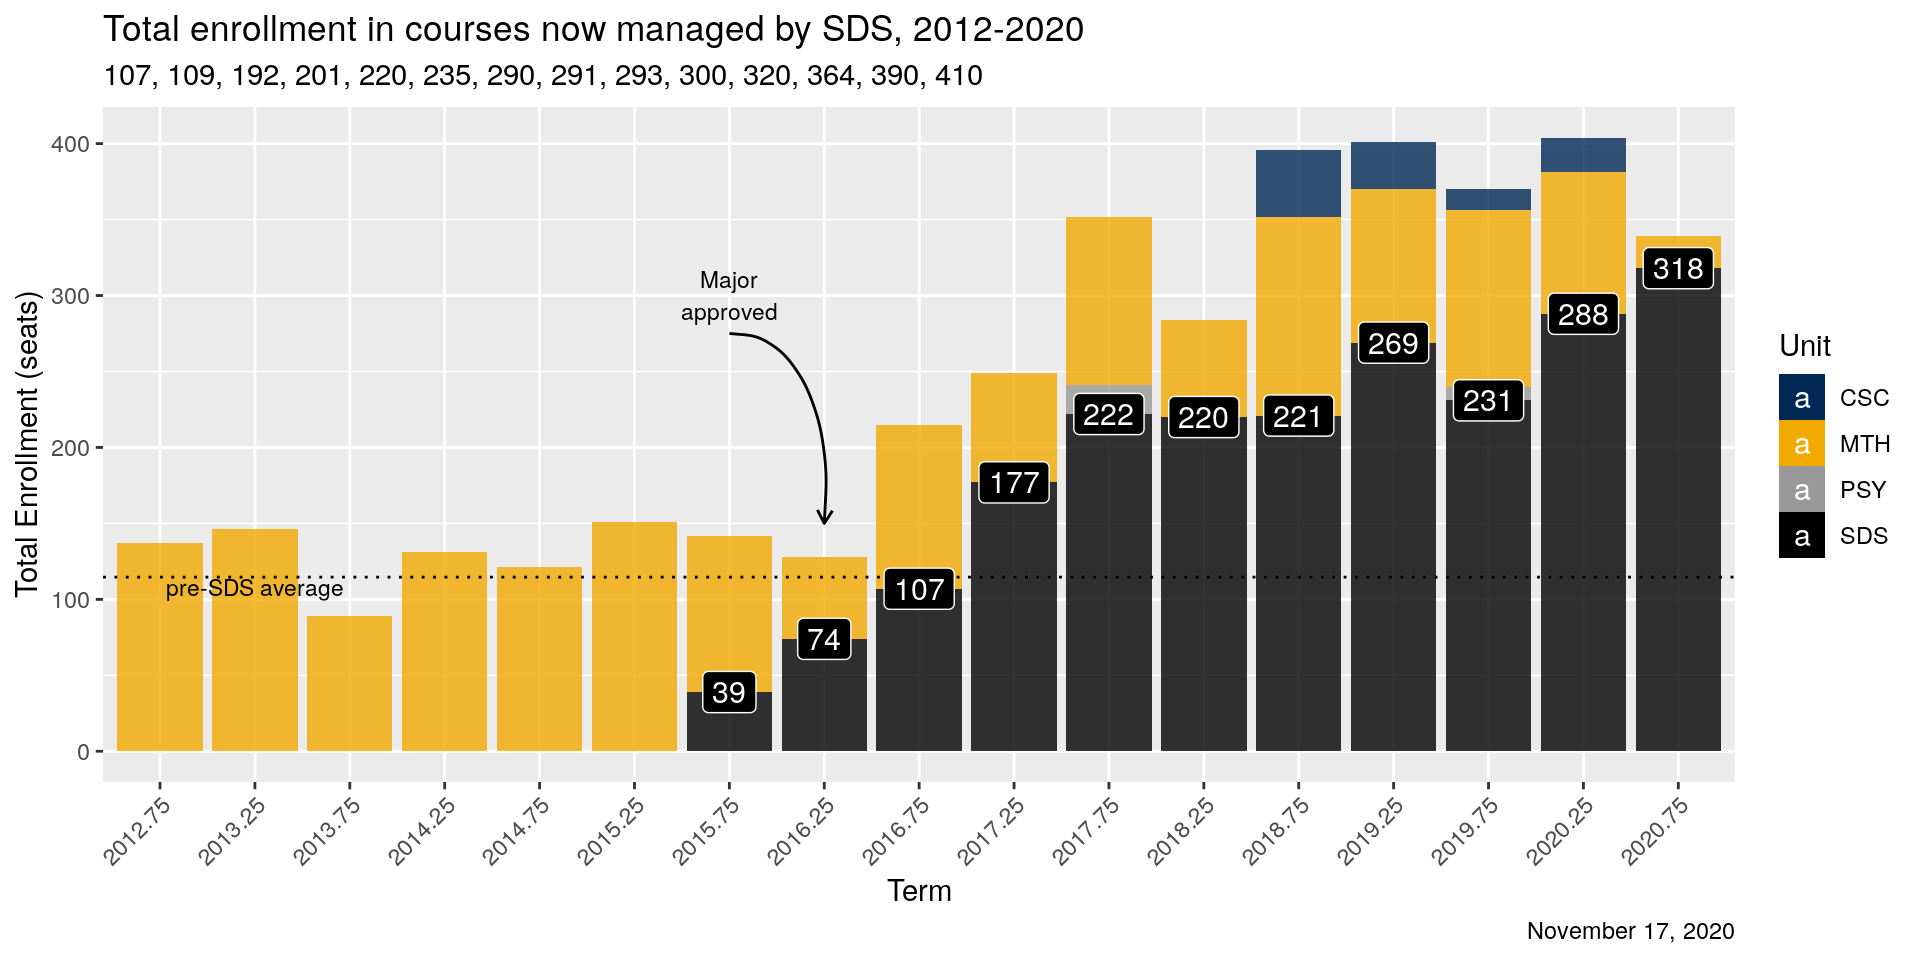 Total enrollment in courses now managed by SDS, 2012-2020
107, 109, 192, 201, 220, 235, 290, 291, 293, 300, 320, 364, 390, 410
Total Enrollment (seats)
400
300
200
100
0
Major
approved
pre-SDS average
39
74
107
177
222
220
221
269
231
288
318
2012.75
2013.25
2013.75
2014.25
2014.75
2015.25
2015.75
2016.25
2016.75
2017.25
2017.75
2018.25
2018.75
2019.25
2019.75
2020.25
2020.75
Term
Unit
a CSC
a MTH
a PSY
a SDS
November 17, 2020